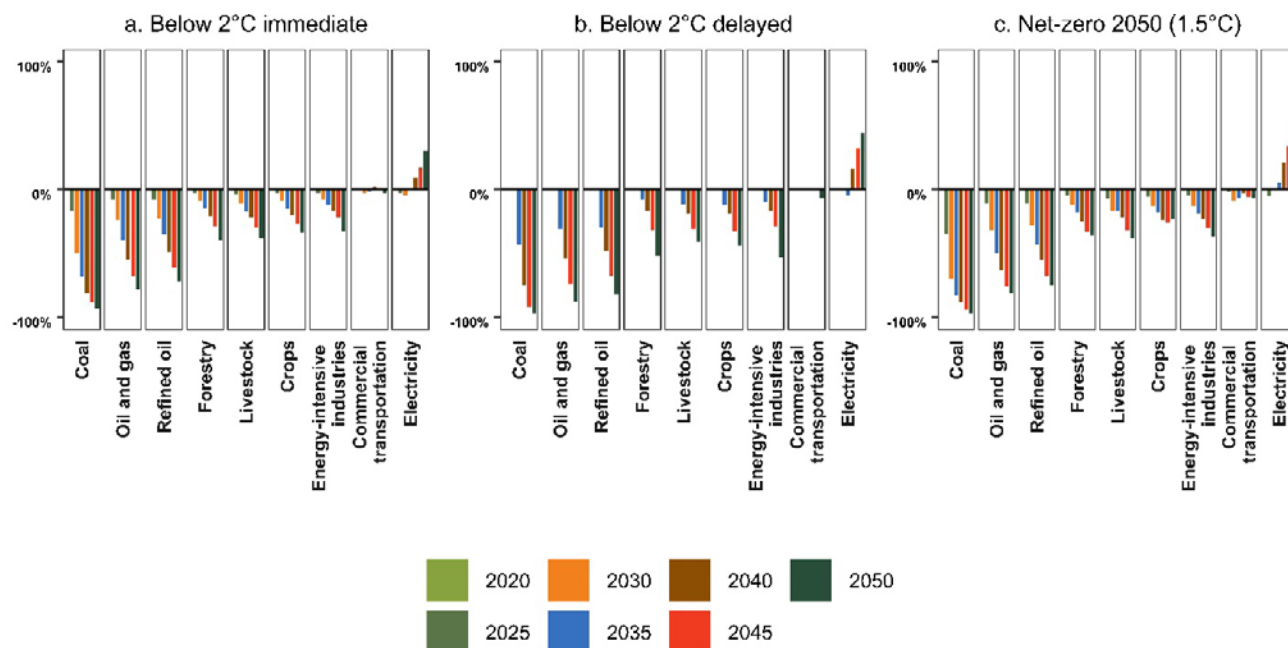 a. Below 2°C immediate
100%
0%
-100%
Coal
Oil and gas
Refined oil
Forestry
Livestock
Crops
Energy-intensive
industries
Commercial
transportation
Electricity
b. Below 2°C delayed
100%
0%
-100%
Coal
Oil and gas
Refined oil
Forestry
Livestock
Crops
Energy-intensive
industries
Commercial
transportation
Electricity
c. Net-zero 2050 (1.5°C)
100%
0%
-100%
Coal
Oil and gas
Refined oil
Forestry
Livestock
Crops
Energy-intensive
industries
Commercial
transportation
Electricity
2020
2030
2040
2050
2025
2035
2045